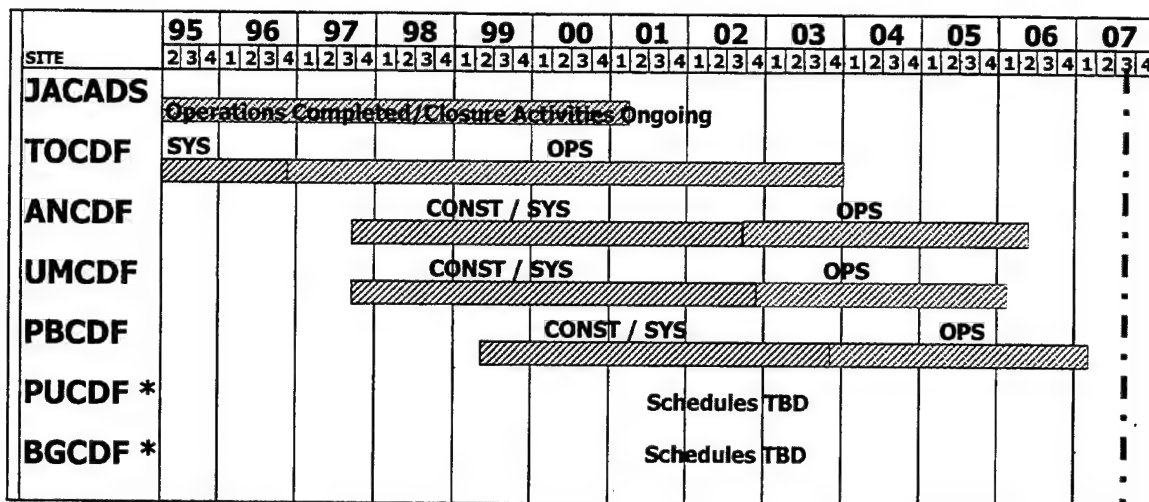 95 96 97 98 99 00 01 02 03 04 05 06 07
SITE 2 3 4 1 2 3 4 1 2 3 4 1 2 3 4 1 2 3 4 1 2 3 4 1 2 3 4 1 2 3 4 1 2 3 4 1 2 3 4 1 2 3 4 1 2 3 4 1 2 3 4
JACADS
Operations Completed/Closure Activities Ongoing
TOCDF SYS OPS
ANCDF CONST / SYS OPS
UMCDF CONST / SYS OPS
PBCDF CONST / SYS OPS
PUCDF * Schedules TBD
BGCDF * Schedules TBD